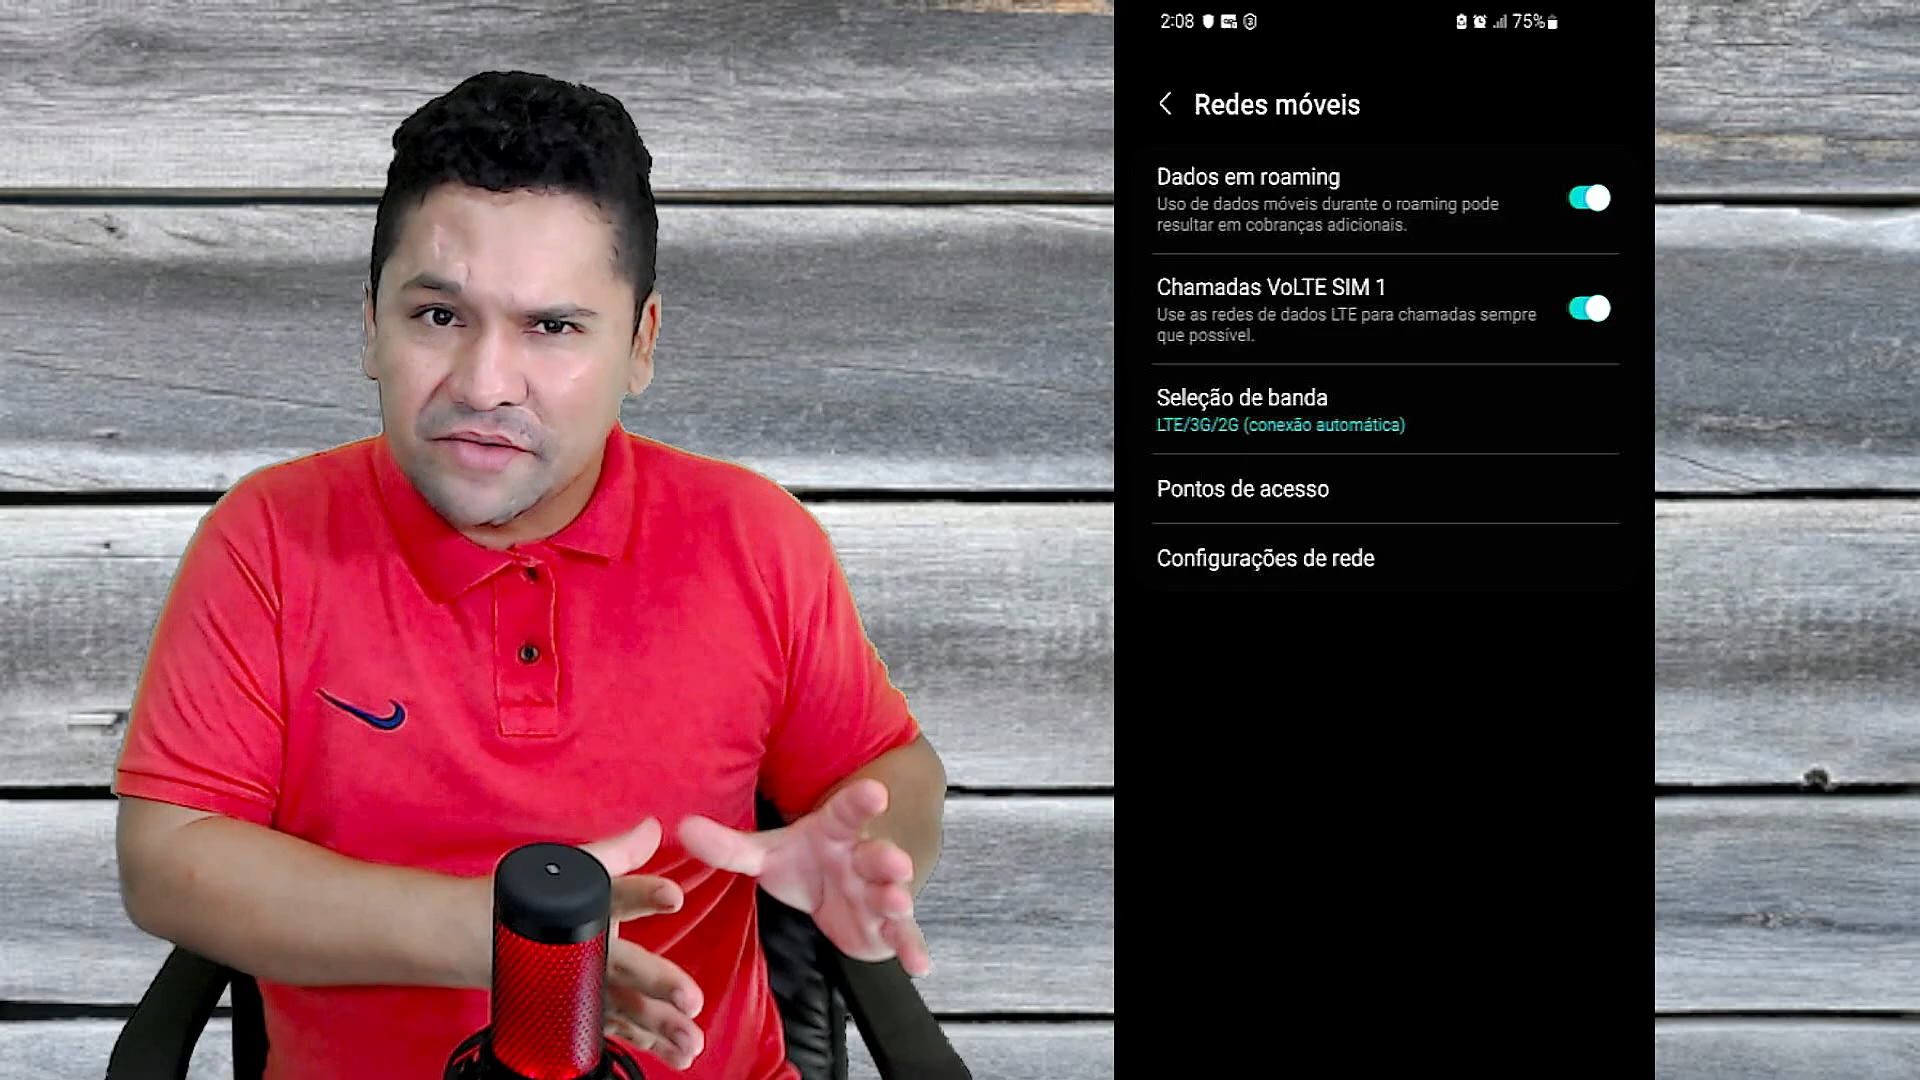 2:08
75%
Redes móveis
Dados em roaming
Uso de dados móveis durante o roaming pode
resultar em cobranças adicionais.
Chamadas VoLTE SIM 1
Use as redes de dados LTE para chamadas sempre
que possível.
Seleção de banda
LTE/3G/2G (conexão automática)
Pontos de acesso
Configurações de rede